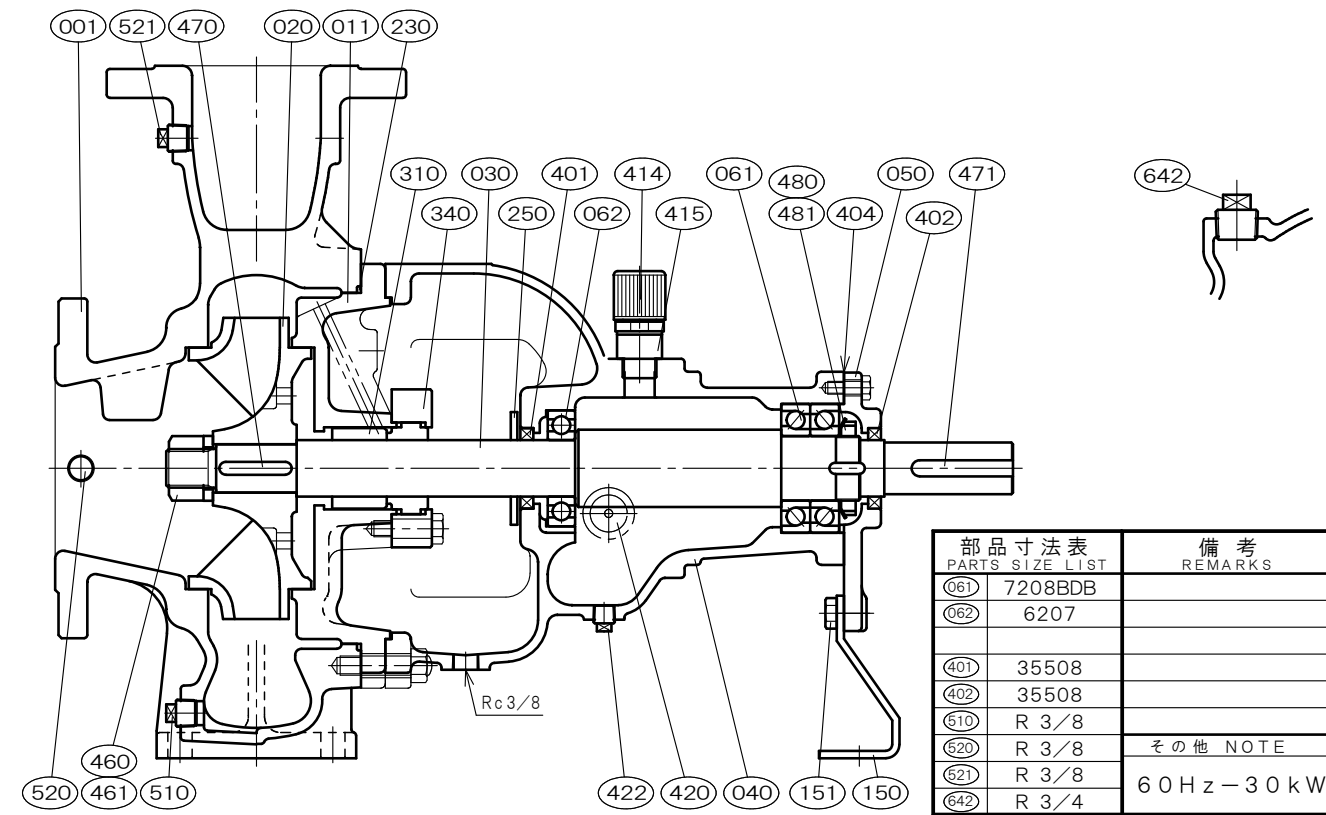 001 521 470 020 011 230
310 030 401 414 061 480 050 471 642
340 250 062 415 481 404 402
Rc3/8
460
520 461 510 422 420 040 151 150
部品寸法表 備考
PARTS SIZE LIST REMARKS
061 7208BDB
062 6207
401 35508
402 35508
510 R 3/8
520 R 3/8 その他 NOTE
521 R 3/8 60Hz-30kW
642 R 3/4